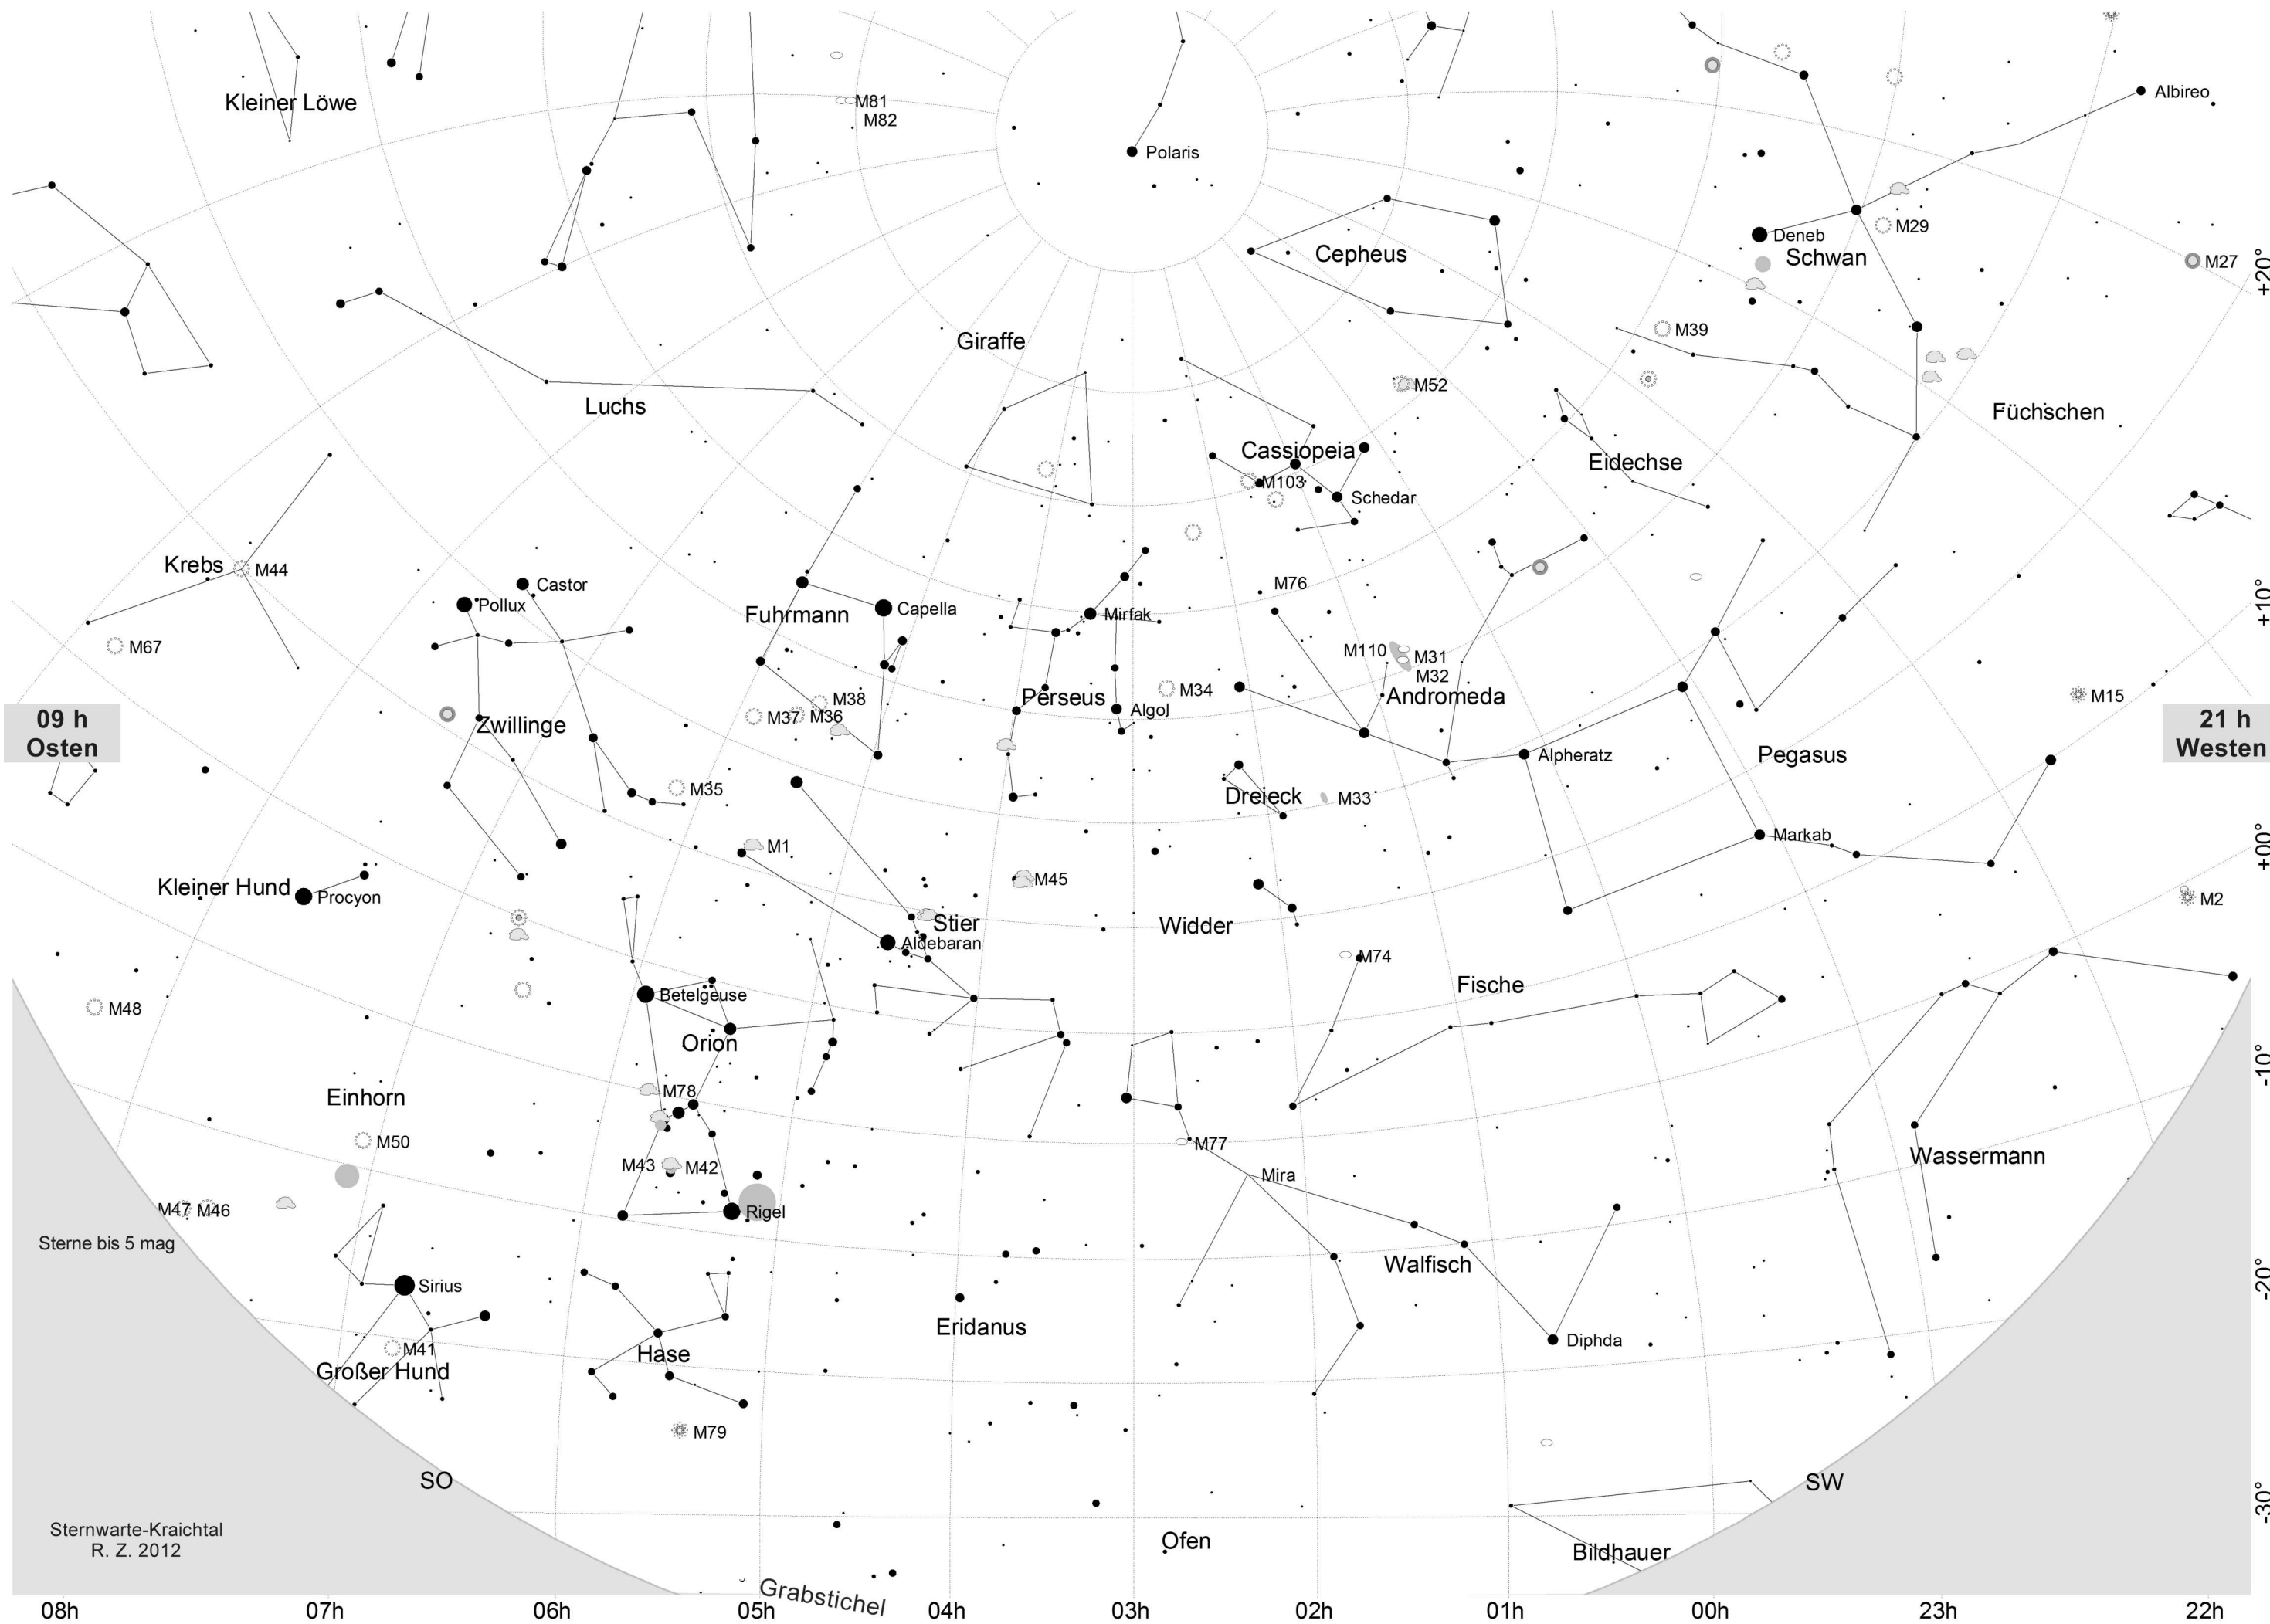 Kleiner Löwe
M81
M82
Polaris
Albireo
Cepheus
Deneb
Schwan
M29
M27
+20°
Giraffe
M39
Luchs
M52
Füchschen
Cassiopeia
Eidechse
M103
Schedar
Krebs
M44
Castor
Pollux
Fuhrmann
Capella
Mirfak
M76
+10°
M67
M110
M31
M32
M38
M37
M36
Perseus
M34
Algol
Andromeda
M15
09 h
Osten
Zwillinge
21 h
Westen
Alpheratz
Pegasus
M35
Dreieck
M33
Markab
M1
+00°
Kleiner Hund
Procyon
M45
M2
Stier
Aldebaran
Widder
M74
Fische
M48
Betelgeuse
Orion
-10°
M78
Einhorn
M50
M77
Wassermann
M43
M42
Mira
M47
M46
Rigel
Sterne bis 5 mag
Walfisch
Sirius
-20°
Eridanus
Diphda
M41
Hase
Großer Hund
M79
SO
SW
-30°
Sternwarte-Kraichtal
R. Z. 2012
Ofen
Bildhauer
Grabstichel
08h
07h
06h
05h
04h
03h
02h
01h
00h
23h
22h